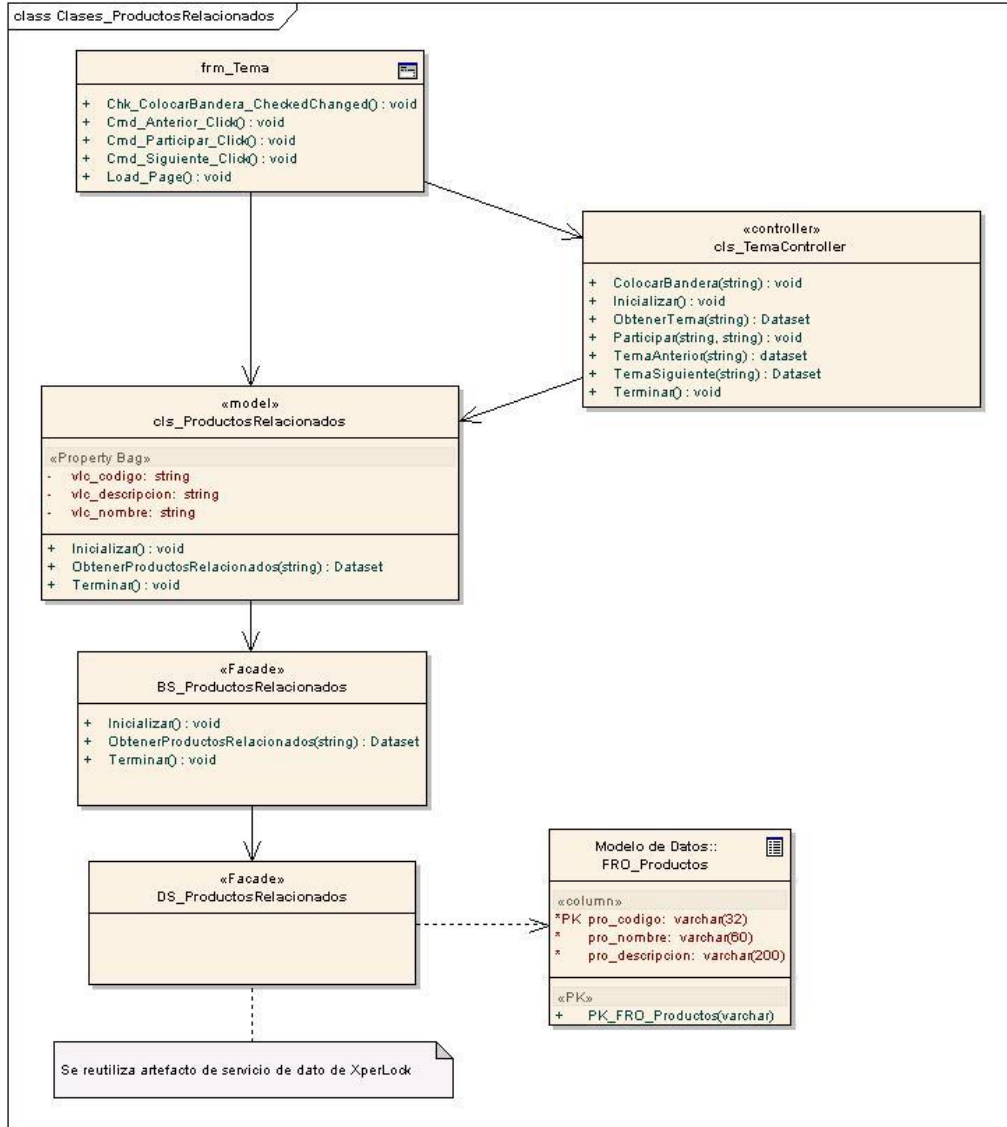 class Clases_ProductosRelacionados
frm_Tema
+ Chk_ColocarBandera_CheckedChanged() : void
+ Cmd_Anterior_Click() : void
+ Cmd_Participar_Click() : void
+ Cmd_Siguiente_Click() : void
+ Load_Page() : void
«controller»
cls_TemaController
+ ColocarBandera(string) : void
+ Inicializar() : void
+ ObtenerTema(string) : Dataset
+ Participar(string, string) : void
+ TemaAnterior(string) : dataset
+ TemaSiguiente(string) : Dataset
+ Terminar() : void
«model»
cls_ProductosRelacionados
«Property Bag»
- vlc_codigo: string
- vlc_descripcion: string
- vlc_nombre: string
+ Inicializar() : void
+ ObtenerProductosRelacionados(string) : Dataset
+ Terminar() : void
«Facade»
BS_ProductosRelacionados
+ Inicializar() : void
+ ObtenerProductosRelacionados(string) : Dataset
+ Terminar() : void
«Facade»
DS_ProductosRelacionados
Modelo de Datos::
FRO_Productos
«column»
*PK pro_codigo: varchar(32)
* pro_nombre: varchar(60)
* pro_descripcion: varchar(200)
«PK»
+ PK_FRO_Productos(varchar)
Se reutiliza artefacto de servicio de dato de XperLock